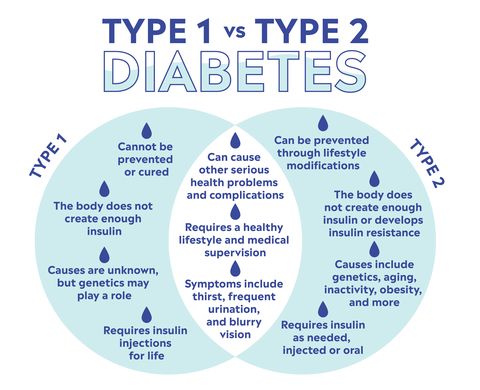 TYPE 1 vs TYPE 2
DIABETES
TYPE 1
Cannot be
prevented
or cured
The body does not
create enough
insulin
Causes are unknown,
but genetics may
play a role
Requires insulin
injections
for life
Can cause
other serious
health problems
and complications
Requires a healthy
lifestyle and medical
supervision
Symptoms include
thirst, frequent
urination,
and blurry
vision
TYPE 2
Can be prevented
through lifestyle
modifications
The body does
not create enough
insulin or develops
insulin resistance
Causes include
genetics, aging,
inactivity, obesity,
and more
Requires insulin
as needed,
injected or oral